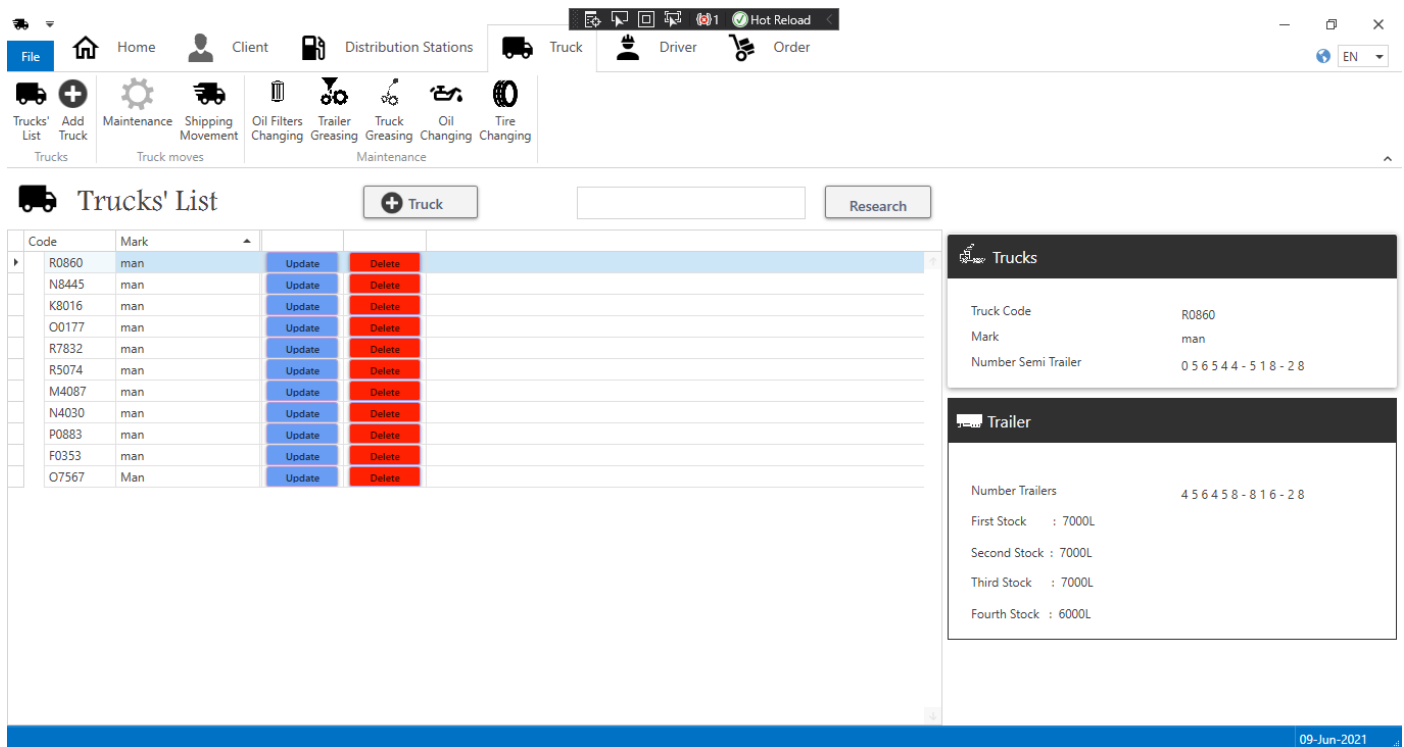 1 Hot Reload
File Home Client Distribution Stations Truck Driver Order
EN
Trucks' List Add Truck Maintenance Shipping Movement Oil Filters Changing Trailer Greasing Truck Greasing Oil Changing Tire Changing
Trucks Truck moves Maintenance
Trucks' List Truck Research
Code Mark
R0860 man Update Delete
N8445 man Update Delete
K8016 man Update Delete
O0177 man Update Delete
R7832 man Update Delete
R5074 man Update Delete
M4087 man Update Delete
N4030 man Update Delete
P0883 man Update Delete
F0353 man Update Delete
O7567 Man Update Delete
Trucks
Truck Code R0860
Mark man
Number Semi Trailer 056544-518-28
Trailer
Number Trailers 456458-816-28
First Stock : 7000L
Second Stock : 7000L
Third Stock : 7000L
Fourth Stock : 6000L
09-Jun-2021